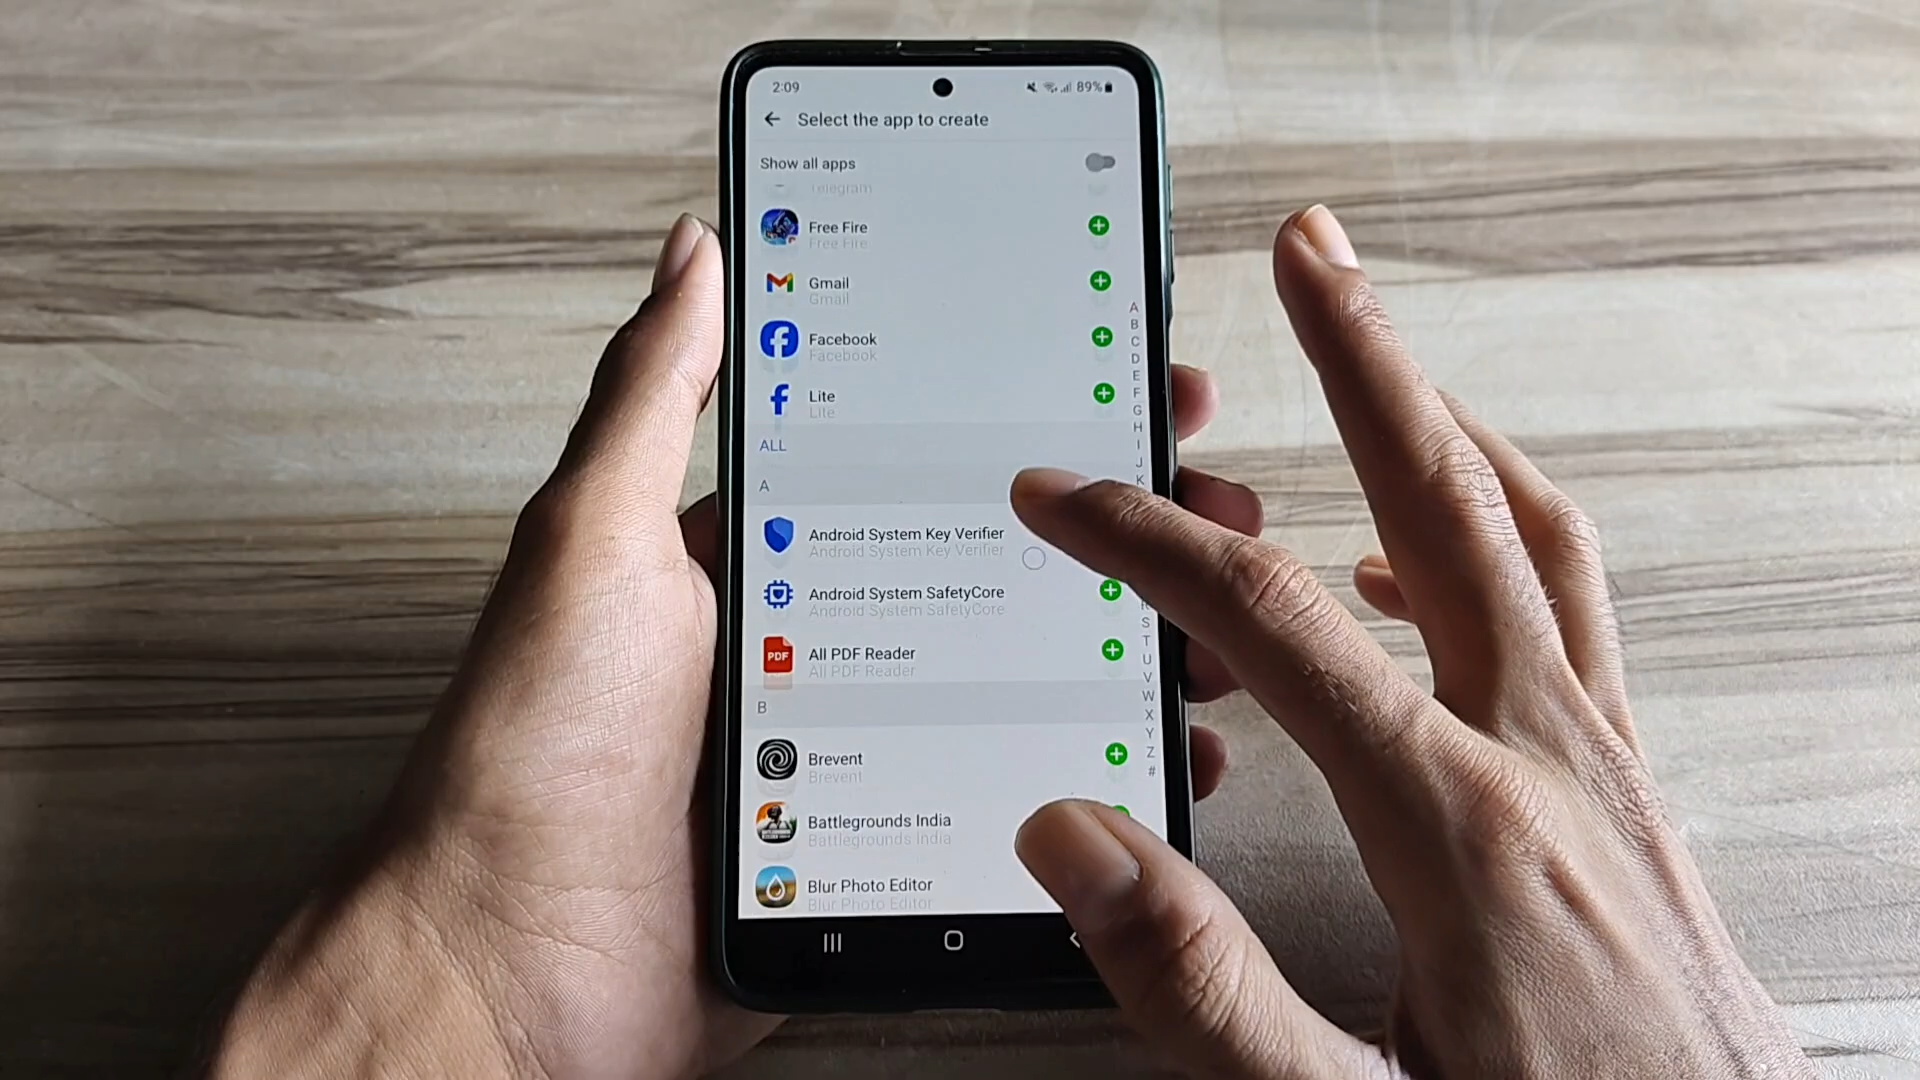 2:09
89%
Select the app to create
Show all apps
Telegram
Free Fire
Free Fire
Gmail
Gmail
Facebook
Facebook
Lite
Lite
ALL
A
Android System Key Verifier
Android System Key Verifier
Android System SafetyCore
Android System SafetyCore
PDF
All PDF Reader
All PDF Reader
B
Brevent
Brevent
Battlegrounds India
Battlegrounds India
Blur Photo Editor
Blur Photo Editor
A
B
C
D
E
F
G
H
I
J
K
R
S
T
U
V
W
X
Y
Z
#